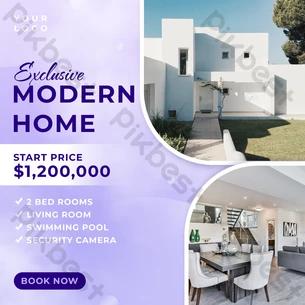 YOUR
LOGO
Exclusive
MODERN
HOME
START PRICE
$1,200,000
2 BED ROOMS
LIVING ROOM
SWIMMING POOL
SECURITY CAMERA
BOOK NOW
pikbest